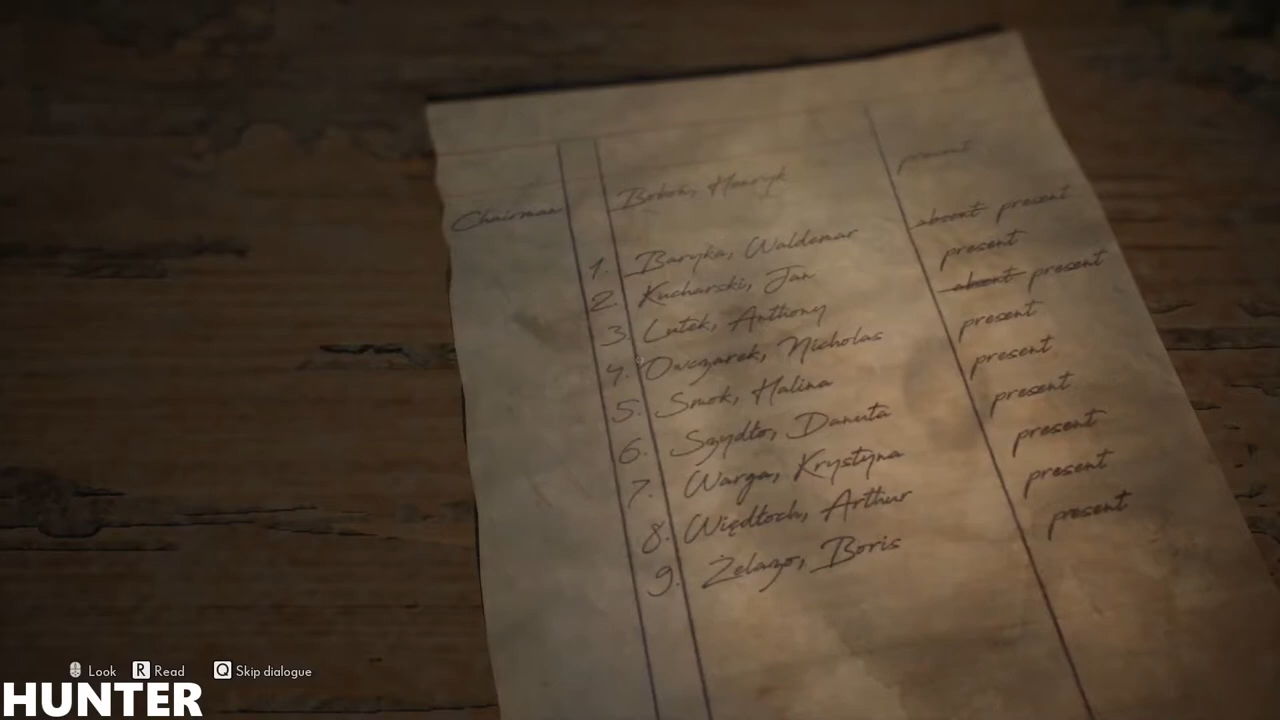 Chairman Henryk present
1. Baryka, Waldemar absent present
2. Kucharski, Jan present
3. Lutek, Anthony absent present
4. Owczarek, Nicholas present
5. Smok, Halina present
6. Szydło, Danuta present
7. Warga, Krystyna present
8. Więdłoch, Arthur present
9. Żelazo, Boris present
Look R Read Q Skip dialogue
HUNTER